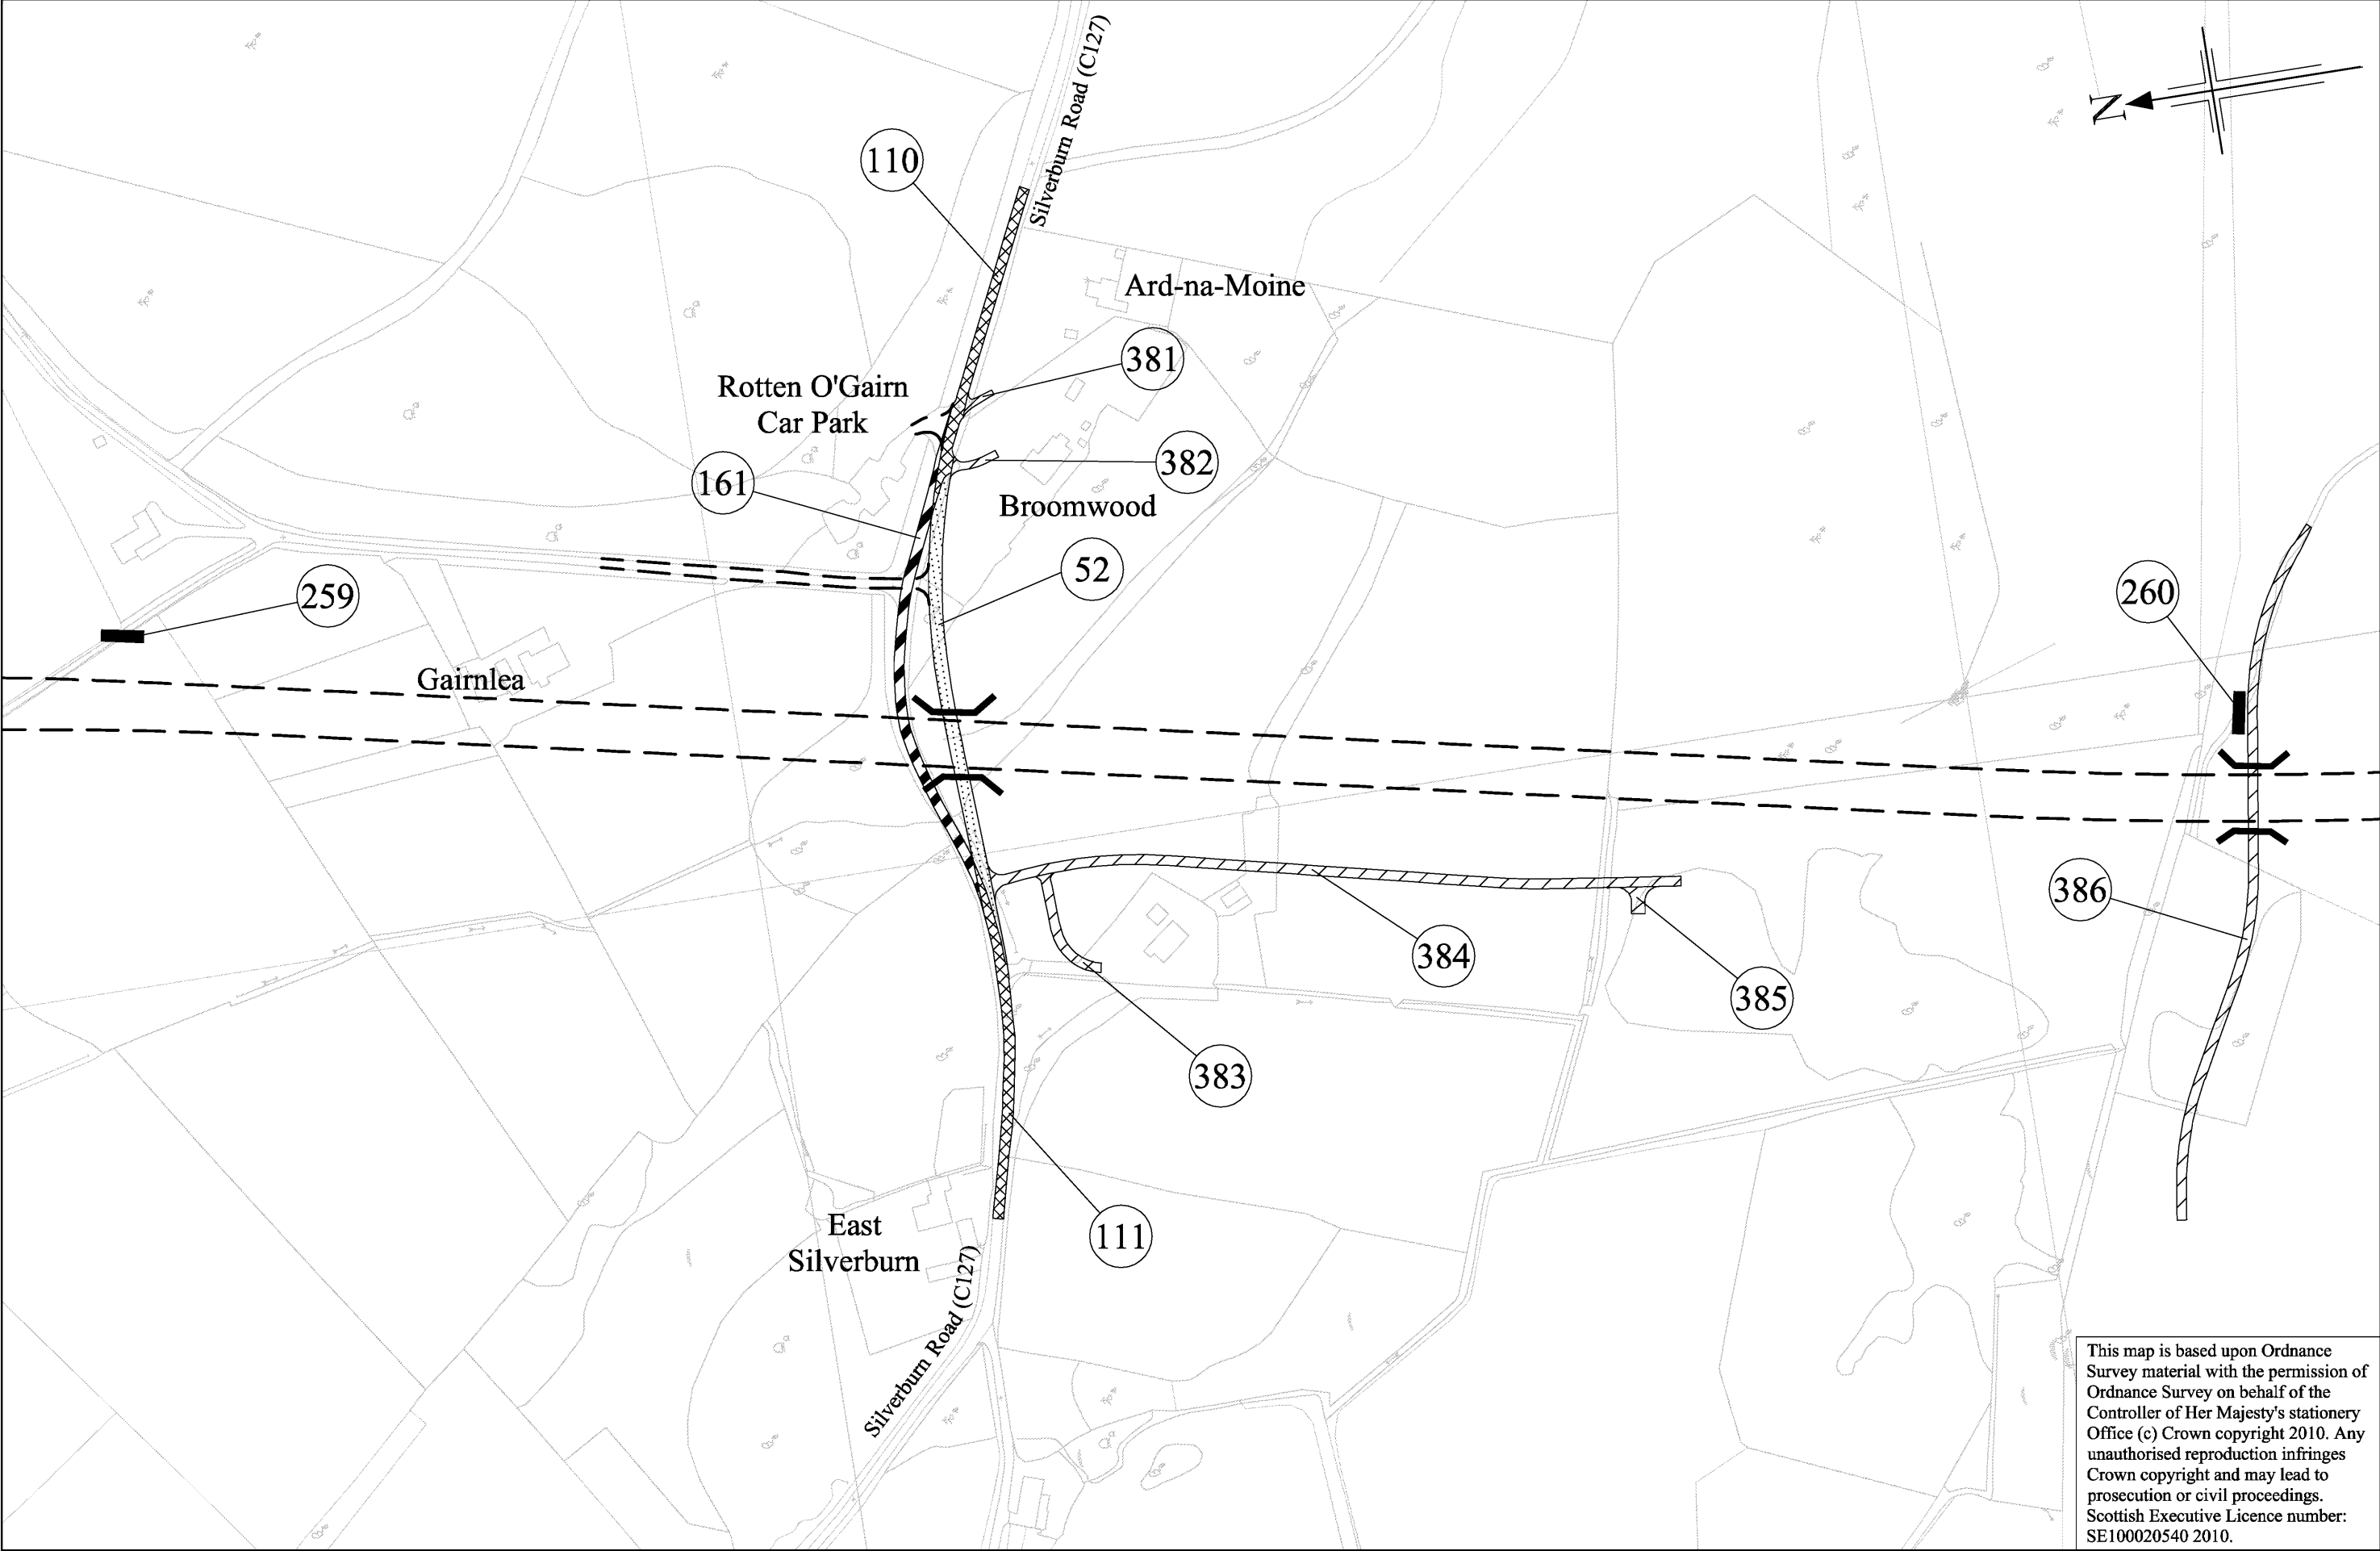 Silverburn Road (C127)
N
110
Ard-na-Moine
381
Rotten O'Gairn
Car Park
382
161
Broomwood
52
259
260
Gairnlea
386
384
385
383
East
Silverburn
111
Silverburn Road (C127)
This map is based upon Ordnance
Survey material with the permission of
Ordnance Survey on behalf of the
Controller of Her Majesty's stationery
Office (c) Crown copyright 2010. Any
unauthorised reproduction infringes
Crown copyright and may lead to
prosecution or civil proceedings.
Scottish Executive Licence number:
SE100020540 2010.